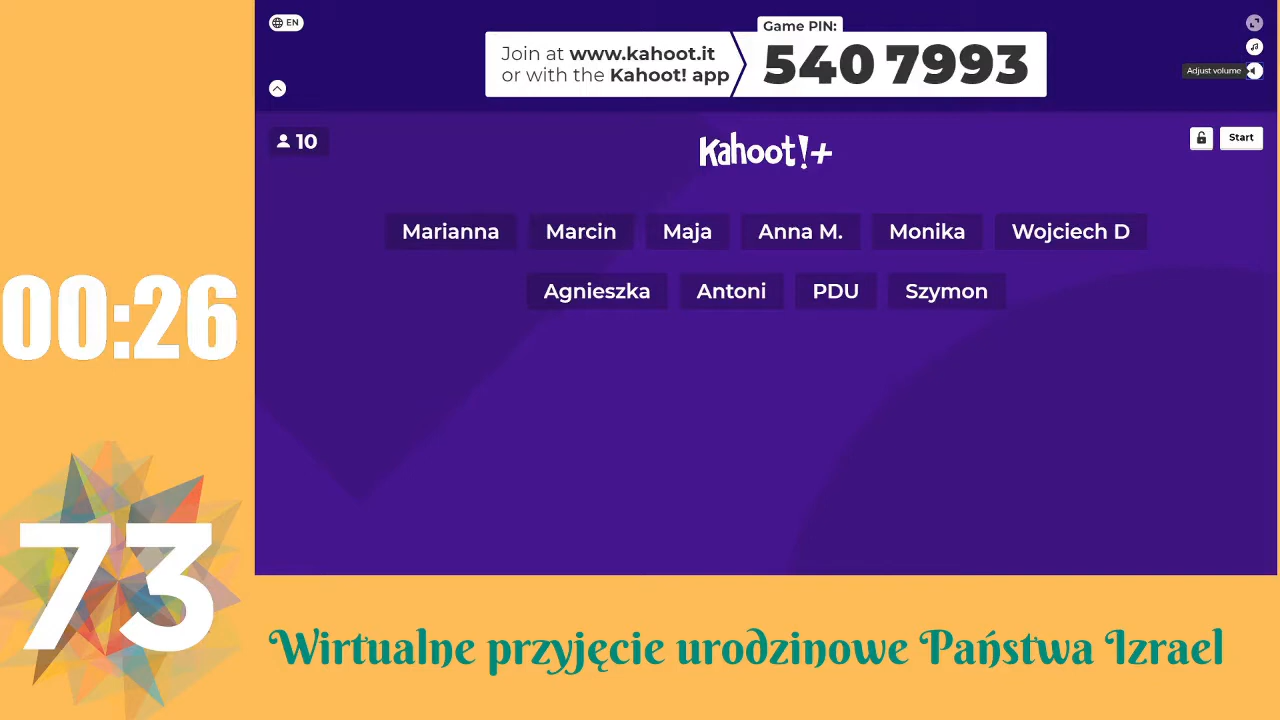 EN
Game PIN:
Join at www.kahoot.it
or with the Kahoot! app
540 7993
Adjust volume
10
Kahoot!+
Start
Marianna Marcin Maja Anna M. Monika Wojciech D
Agnieszka Antoni PDU Szymon
00:26
73
Wirtualne przyjęcie urodzinowe Państwa Izrael